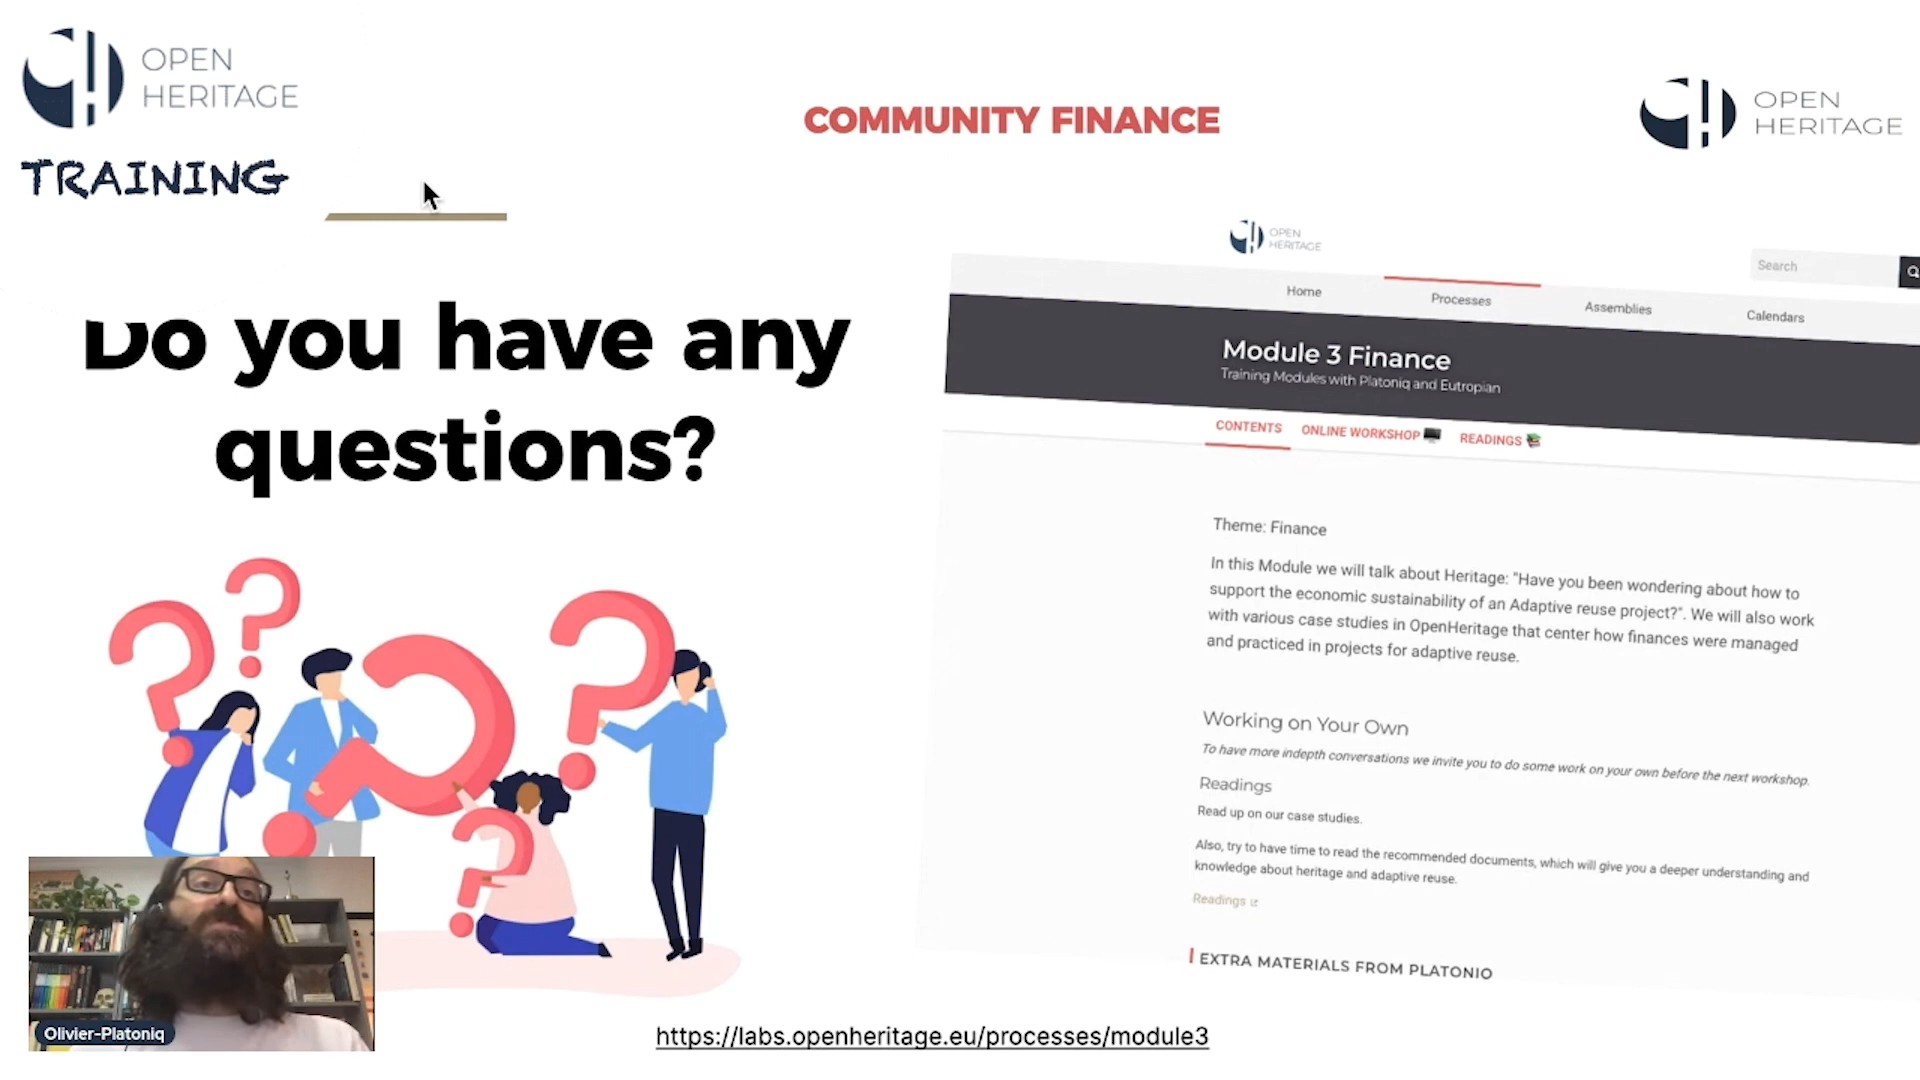 OPEN
HERITAGE
TRAINING
COMMUNITY FINANCE
OPEN
HERITAGE
Do you have any
questions?
OPEN
HERITAGE
Search
Home
Processes
Assemblies
Calendars
Module 3 Finance
Training Modules with Platoniq and Eutropian
CONTENTS
ONLINE WORKSHOP
READINGS
Theme: Finance
In this Module we will talk about Heritage: "Have you been wondering about how to
support the economic sustainability of an Adaptive reuse project?". We will also work
with various case studies in OpenHeritage that center how finances were managed
and practiced in projects for adaptive reuse.
Working on Your Own
To have more indepth conversations we invite you to do some work on your own before the next workshop.
Readings
Read up on our case studies.
Also, try to have time to read the recommended documents, which will give you a deeper understanding and
knowledge about heritage and adaptive reuse.
Readings
EXTRA MATERIALS FROM PLATONIO
Olivier-Platoniq
https://labs.openheritage.eu/processes/module3